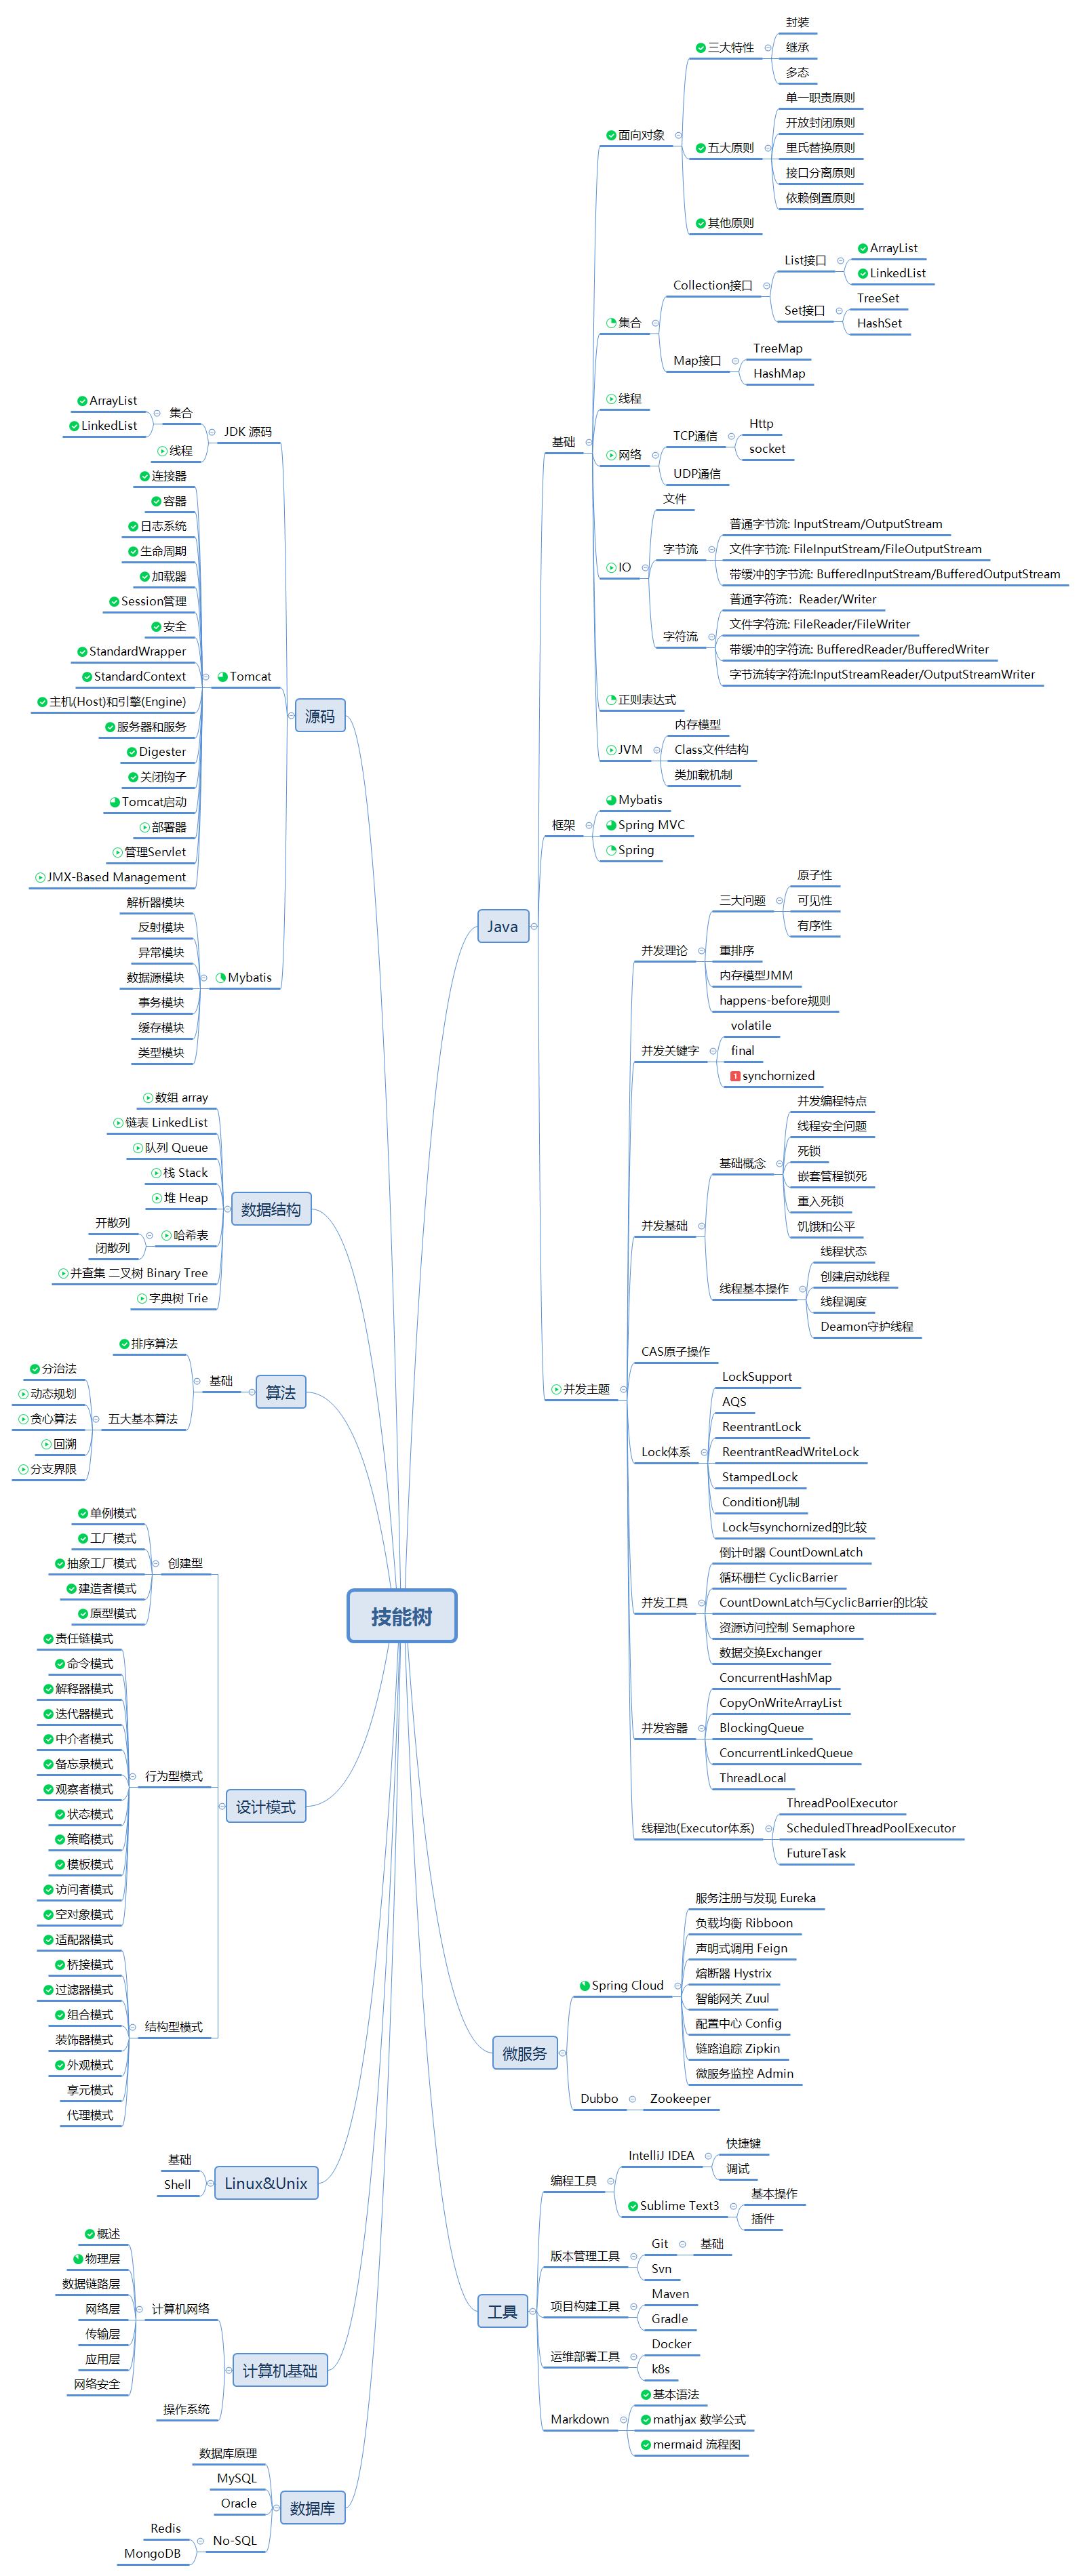 技能树
Java
基础
面向对象
三大特性
封装
继承
多态
五大原则
单一职责原则
开放封闭原则
里氏替换原则
接口分离原则
依赖倒置原则
其他原则
集合
Collection接口
List接口
ArrayList
LinkedList
Set接口
TreeSet
HashSet
Map接口
TreeMap
HashMap
线程
网络
TCP通信
Http
socket
UDP通信
IO
文件
字节流
普通字节流: InputStream/OutputStream
文件字节流: FileInputStream/FileOutputStream
带缓冲的字节流: BufferedInputStream/BufferedOutputStream
字符流
普通字符流：Reader/Writer
文件字符流: FileReader/FileWriter
带缓冲的字符流: BufferedReader/BufferedWriter
字节流转字符流:InputStreamReader/OutputStreamWriter
正则表达式
JVM
内存模型
Class文件结构
类加载机制
框架
Mybatis
Spring MVC
Spring
并发主题
并发理论
三大问题
原子性
可见性
有序性
重排序
内存模型JMM
happens-before规则
并发关键字
volatile
final
1 synchornized
并发基础
基础概念
并发编程特点
线程安全问题
死锁
嵌套管程锁死
重入死锁
饥饿和公平
线程基本操作
线程状态
创建启动线程
线程调度
Deamon守护线程
CAS原子操作
Lock体系
LockSupport
AQS
ReentrantLock
ReentrantReadWriteLock
StampedLock
Condition机制
Lock与synchornized的比较
并发工具
倒计时器 CountDownLatch
循环栅栏 CyclicBarrier
CountDownLatch与CyclicBarrier的比较
资源访问控制 Semaphore
数据交换Exchanger
并发容器
ConcurrentHashMap
CopyOnWriteArrayList
BlockingQueue
ConcurrentLinkedQueue
ThreadLocal
线程池(Executor体系)
ThreadPoolExecutor
ScheduledThreadPoolExecutor
FutureTask
微服务
Spring Cloud
服务注册与发现 Eureka
负载均衡 Ribboon
声明式调用 Feign
熔断器 Hystrix
智能网关 Zuul
配置中心 Config
链路追踪 Zipkin
微服务监控 Admin
Dubbo
Zookeeper
工具
编程工具
IntelliJ IDEA
快捷键
调试
Sublime Text3
基本操作
插件
版本管理工具
Git
基础
Svn
项目构建工具
Maven
Gradle
运维部署工具
Docker
k8s
Markdown
基本语法
mathjax 数学公式
mermaid 流程图
源码
JDK 源码
集合
ArrayList
LinkedList
线程
Tomcat
连接器
容器
日志系统
生命周期
加载器
Session管理
安全
StandardWrapper
StandardContext
主机(Host)和引擎(Engine)
服务器和服务
Digester
关闭钩子
Tomcat启动
部署器
管理Servlet
JMX-Based Management
Mybatis
解析器模块
反射模块
异常模块
数据源模块
事务模块
缓存模块
类型模块
数据结构
数组 array
链表 LinkedList
队列 Queue
栈 Stack
堆 Heap
哈希表
开散列
闭散列
并查集 二叉树 Binary Tree
字典树 Trie
算法
基础
排序算法
五大基本算法
分治法
动态规划
贪心算法
回溯
分支界限
设计模式
创建型
单例模式
工厂模式
抽象工厂模式
建造者模式
原型模式
行为型模式
责任链模式
命令模式
解释器模式
迭代器模式
中介者模式
备忘录模式
观察者模式
状态模式
策略模式
模板模式
访问者模式
空对象模式
结构型模式
适配器模式
桥接模式
过滤器模式
组合模式
装饰器模式
外观模式
享元模式
代理模式
Linux&Unix
基础
Shell
计算机基础
计算机网络
概述
物理层
数据链路层
网络层
传输层
应用层
网络安全
操作系统
数据库
数据库原理
MySQL
Oracle
No-SQL
Redis
MongoDB